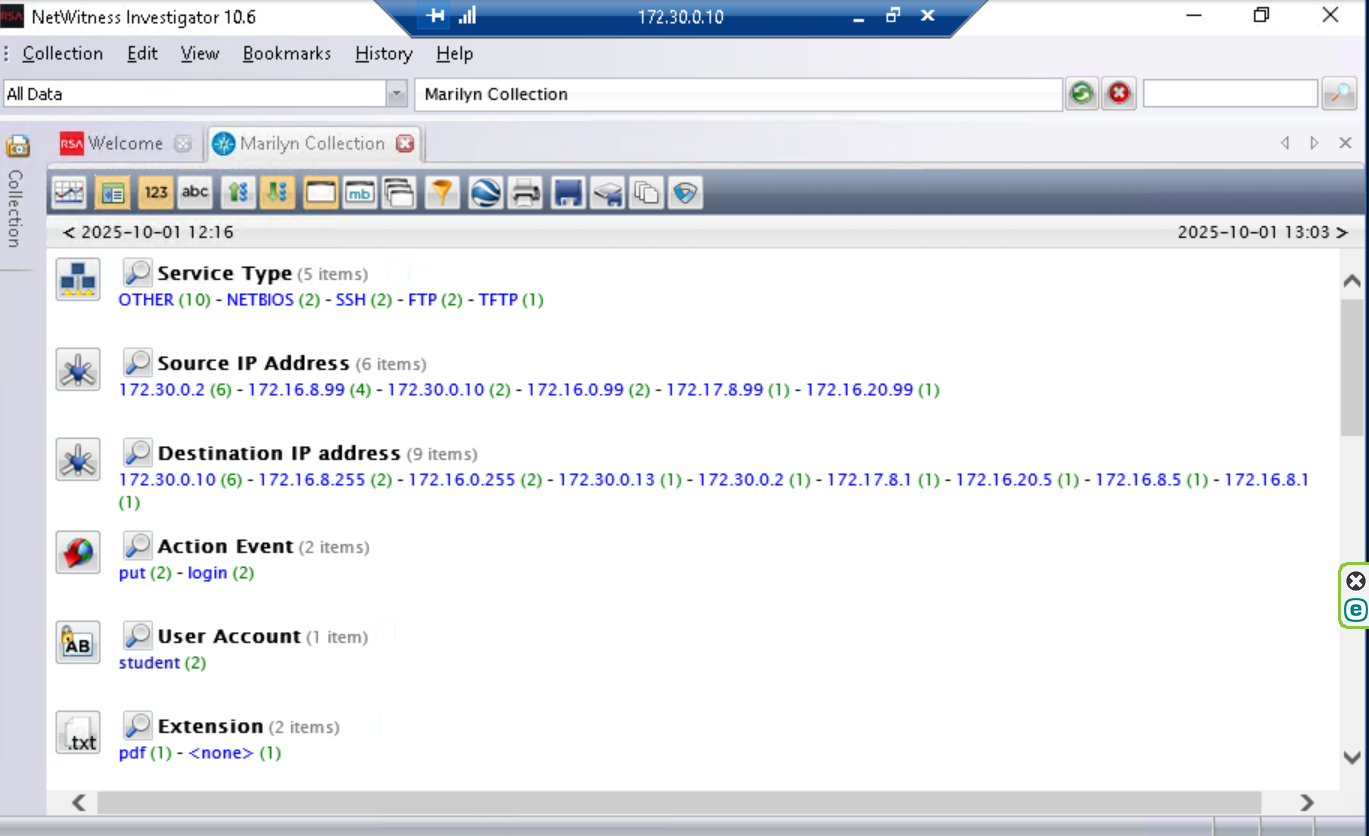 RSA NetWitness Investigator 10.6
172.30.0.10
Collection Edit View Bookmarks History Help
All Data
Marilyn Collection
RSA Welcome
Marilyn Collection
Collection
123 abc mb
< 2025-10-01 12:16
2025-10-01 13:03 >
Service Type (5 items)
OTHER (10) - NETBIOS (2) - SSH (2) - FTP (2) - TFTP (1)
Source IP Address (6 items)
172.30.0.2 (6) - 172.16.8.99 (4) - 172.30.0.10 (2) - 172.16.0.99 (2) - 172.17.8.99 (1) - 172.16.20.99 (1)
Destination IP address (9 items)
172.30.0.10 (6) - 172.16.8.255 (2) - 172.16.0.255 (2) - 172.30.0.13 (1) - 172.30.0.2 (1) - 172.17.8.1 (1) - 172.16.20.5 (1) - 172.16.8.5 (1) - 172.16.8.1
(1)
Action Event (2 items)
put (2) - login (2)
e
AB
User Account (1 item)
student (2)
.txt
Extension (2 items)
pdf (1) - <none> (1)